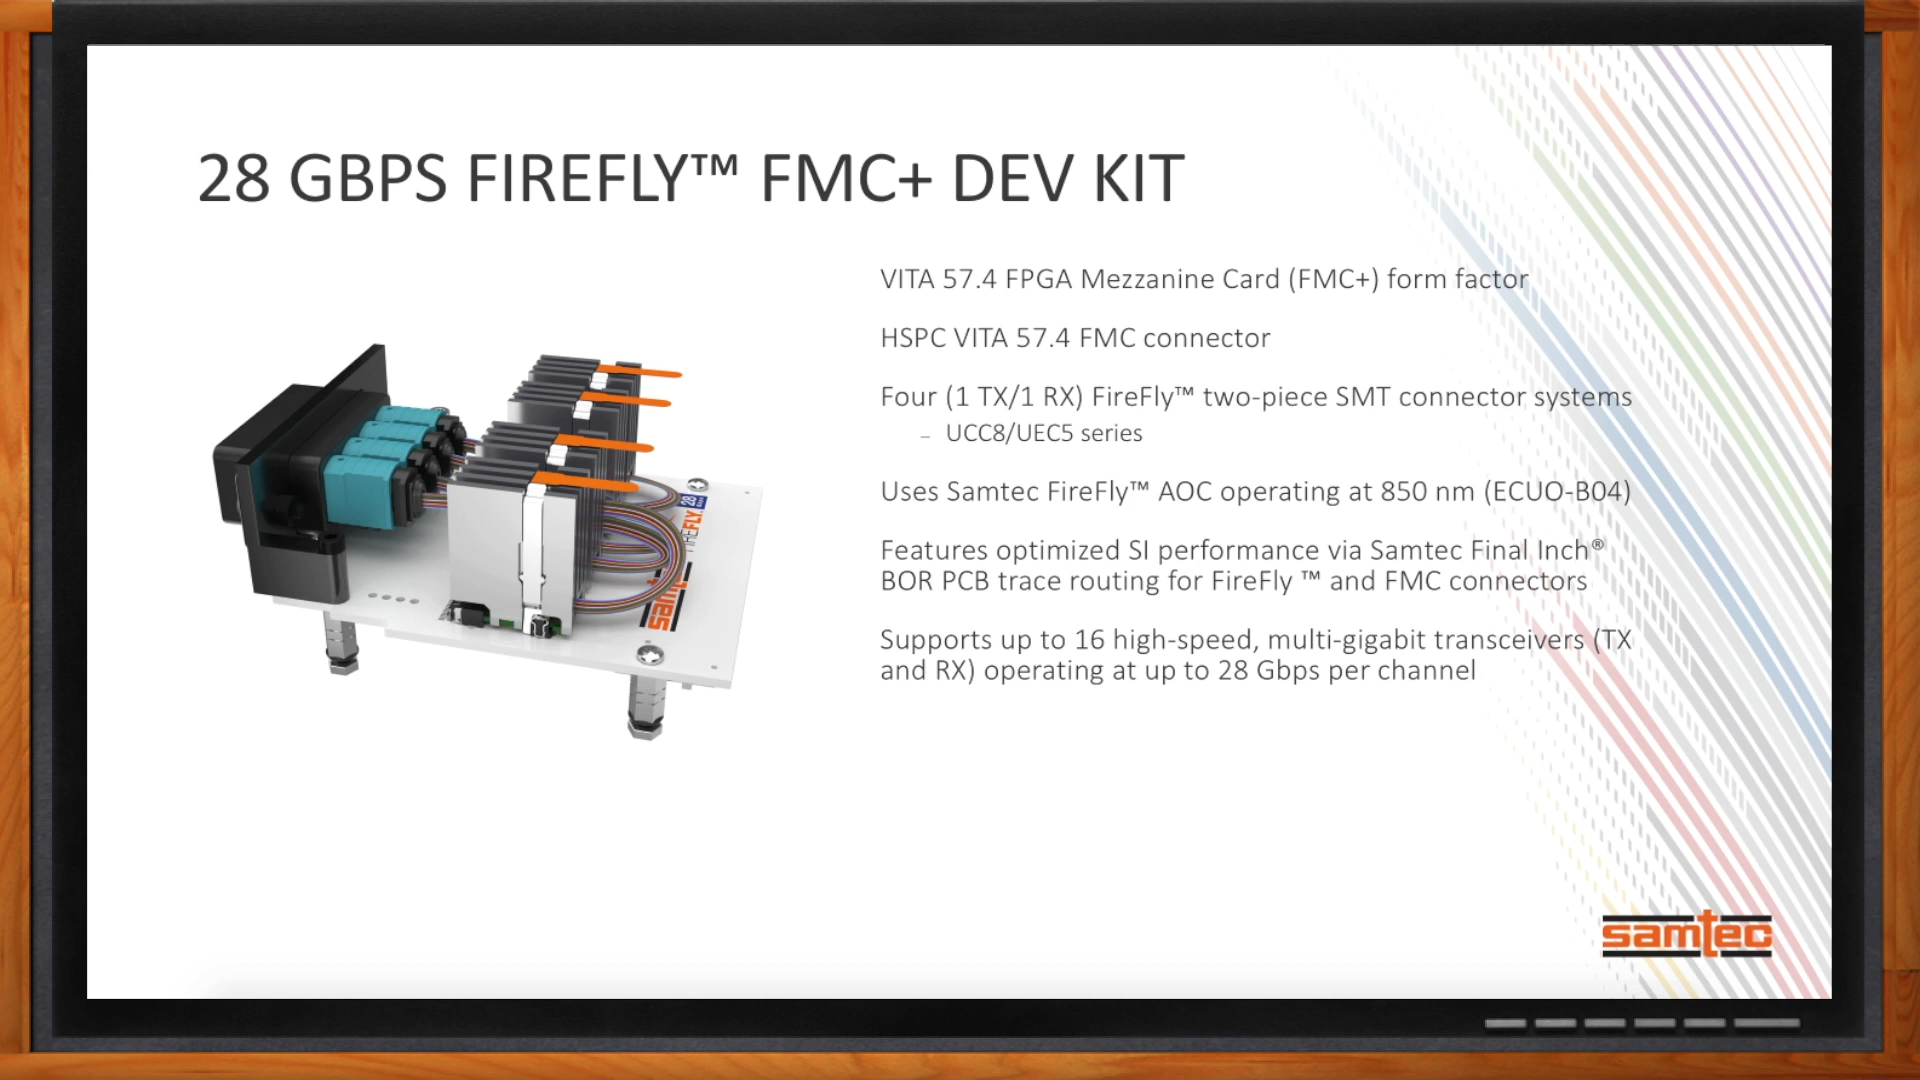 28 GBPS FIREFLY™ FMC+ DEV KIT
VITA 57.4 FPGA Mezzanine Card (FMC+) form factor
HSPC VITA 57.4 FMC connector
Four (1 TX/1 RX) FireFly™ two-piece SMT connector systems
– UCC8/UEC5 series
Uses Samtec FireFly™ AOC operating at 850 nm (ECUO-B04)
Features optimized SI performance via Samtec Final Inch®
BOR PCB trace routing for FireFly ™ and FMC connectors
Supports up to 16 high-speed, multi-gigabit transceivers (TX
and RX) operating at up to 28 Gbps per channel
28
FIREFLY
samtec